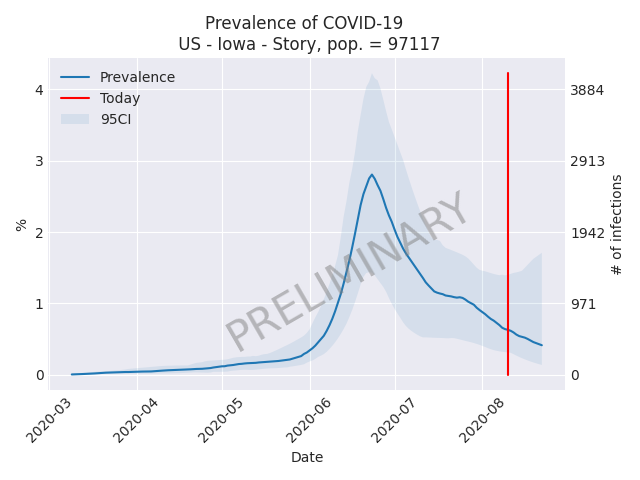 Prevalence of COVID-19
US - Iowa - Story, pop. = 97117
Prevalence
Today
95CI
4
3
2
1
0
%
3884
2913
1942
971
0
# of infections
PRELIMINARY
2020-03
2020-04
2020-05
2020-06
2020-07
2020-08
Date